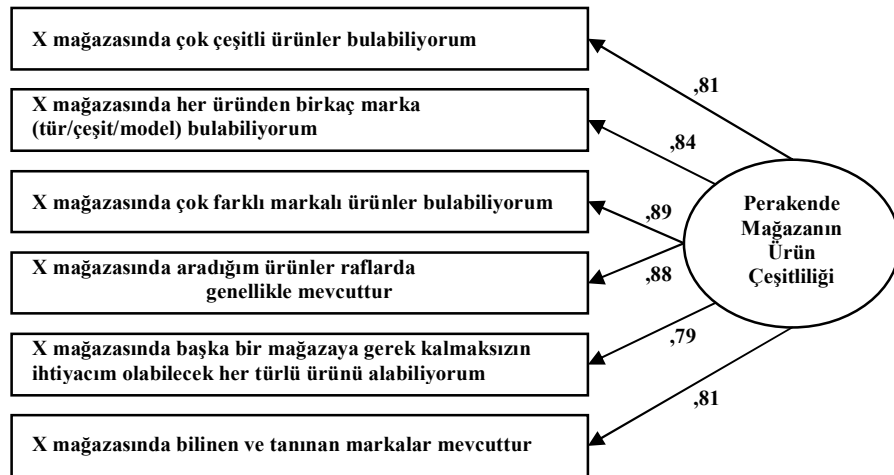 X mağazasında çok çeşitli ürünler bulabiliyorum
,81
X mağazasında her üründen birkaç marka
(tür/çeşit/model) bulabiliyorum
,84
X mağazasında çok farklı markalı ürünler bulabiliyorum
,89
Perakende
Mağazanın
Ürün
Çeşitliliği
X mağazasında aradığım ürünler raflarda
genellikle mevcuttur
,88
X mağazasında başka bir mağazaya gerek kalmaksızın
ihtiyacım olabilecek her türlü ürünü alabiliyorum
,79
X mağazasında bilinen ve tanınan markalar mevcuttur
,81